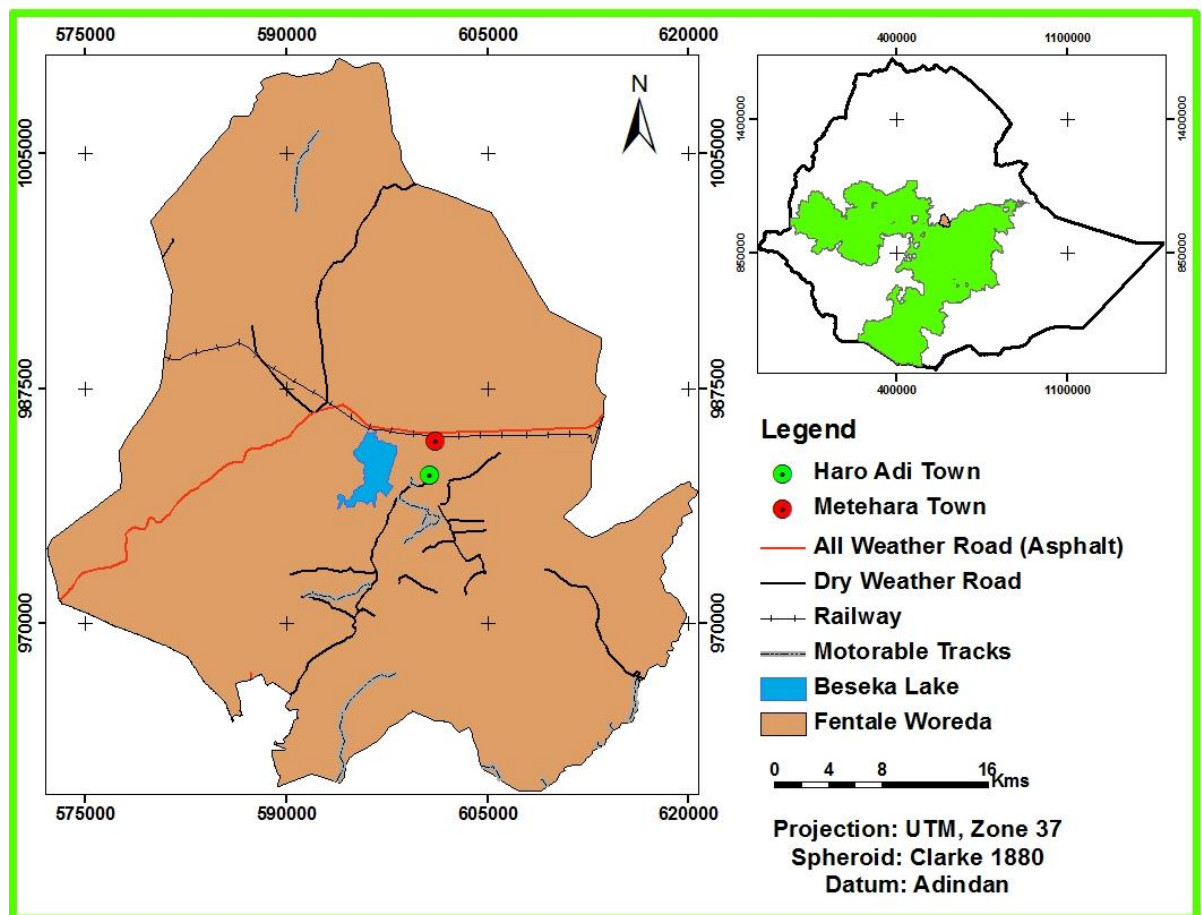 575000 590000 605000 620000
1005000
987500
970000
N
1005000
987500
970000
575000 590000 605000 620000
400000 1100000
1400000
850000
1400000
850000
400000 1100000
Legend
Haro Adi Town
Metehara Town
All Weather Road (Asphalt)
Dry Weather Road
Railway
Motorable Tracks
Beseka Lake
Fentale Woreda
0 4 8 16
Kms
Projection: UTM, Zone 37
Spheroid: Clarke 1880
Datum: Adindan